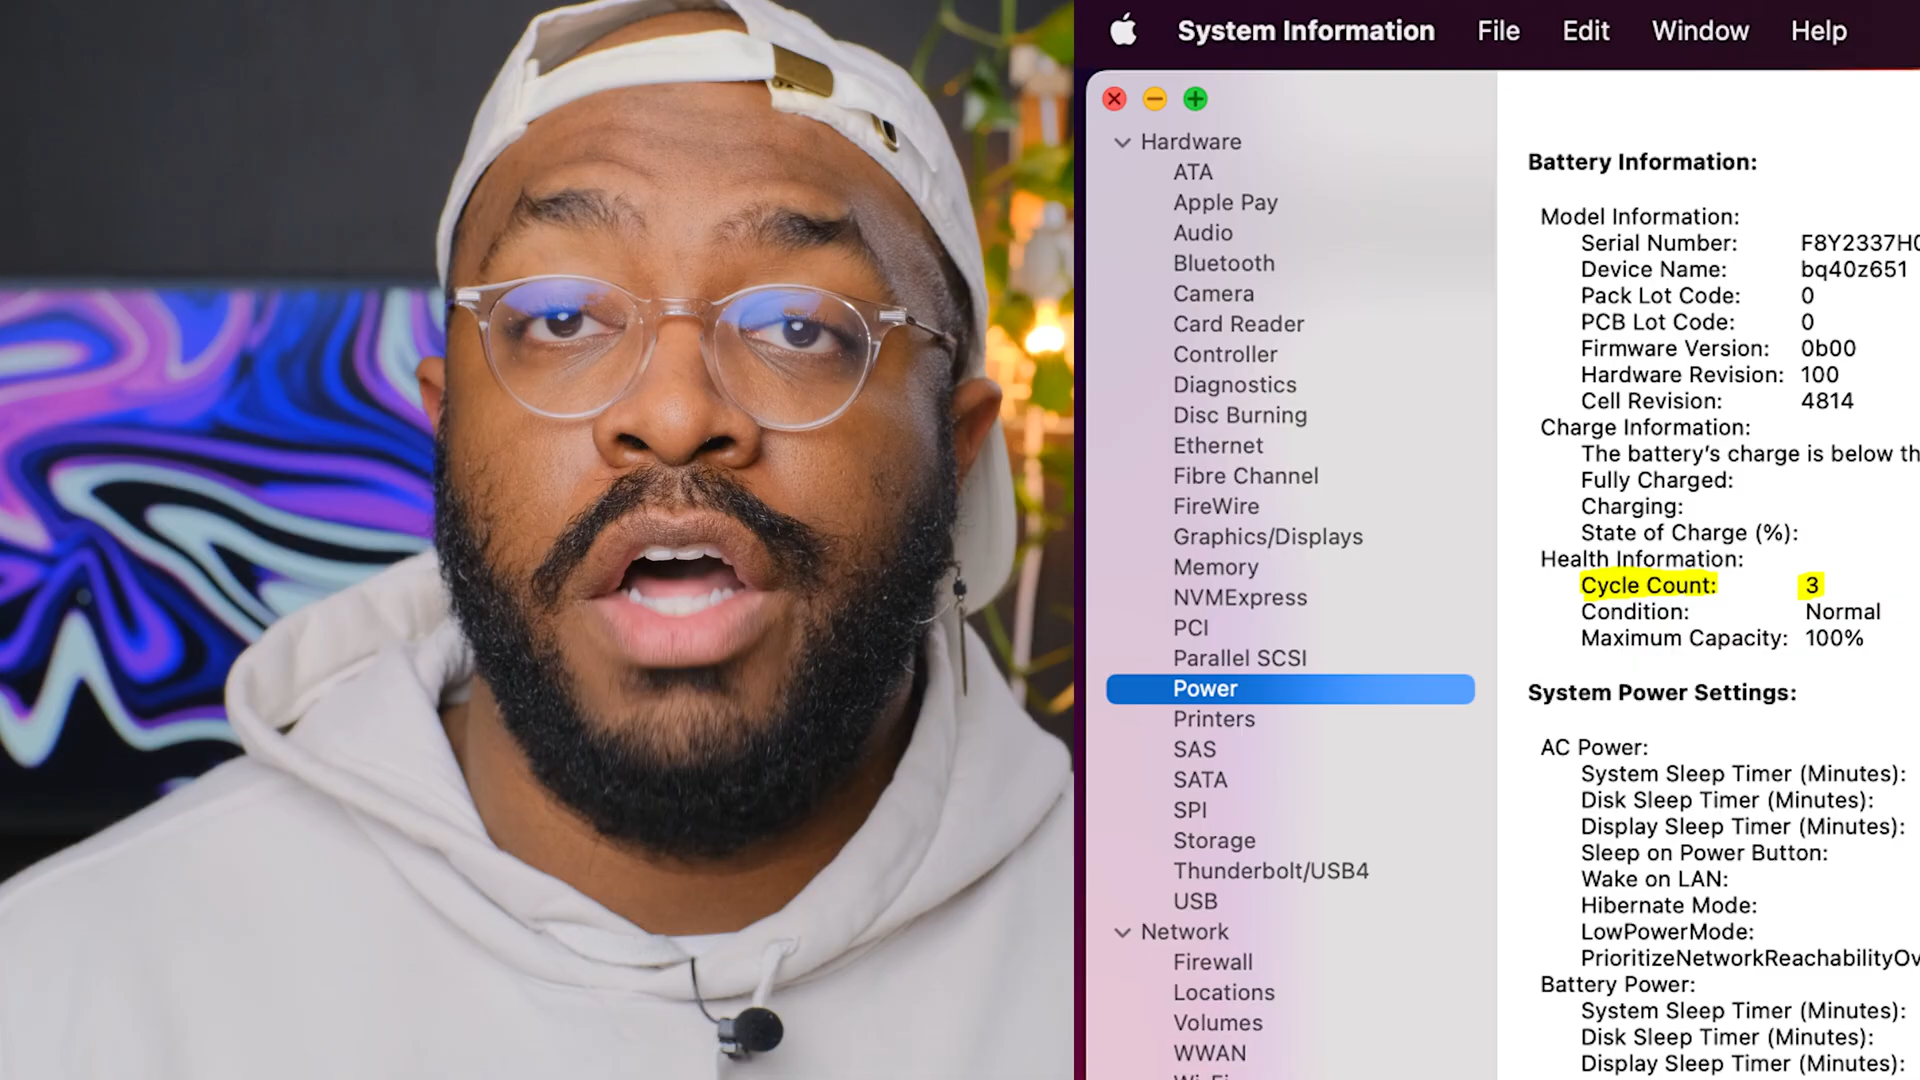 System Information File Edit Window Help
Hardware
ATA
Apple Pay
Audio
Bluetooth
Camera
Card Reader
Controller
Diagnostics
Disc Burning
Ethernet
Fibre Channel
FireWire
Graphics/Displays
Memory
NVMExpress
PCI
Parallel SCSI
Power
Printers
SAS
SATA
SPI
Storage
Thunderbolt/USB4
USB
Network
Firewall
Locations
Volumes
WWAN
Battery Information:
Model Information:
Serial Number: F8Y2337H
Device Name: bq40z651
Pack Lot Code: 0
PCB Lot Code: 0
Firmware Version: 0b00
Hardware Revision: 100
Cell Revision: 4814
Charge Information:
The battery's charge is below th
Fully Charged:
Charging:
State of Charge (%):
Health Information:
Cycle Count: 3
Condition: Normal
Maximum Capacity: 100%
System Power Settings:
AC Power:
System Sleep Timer (Minutes):
Disk Sleep Timer (Minutes):
Display Sleep Timer (Minutes):
Sleep on Power Button:
Wake on LAN:
Hibernate Mode:
LowPowerMode:
PrioritizeNetworkReachabilityOv
Battery Power:
System Sleep Timer (Minutes):
Disk Sleep Timer (Minutes):
Display Sleep Timer (Minutes):